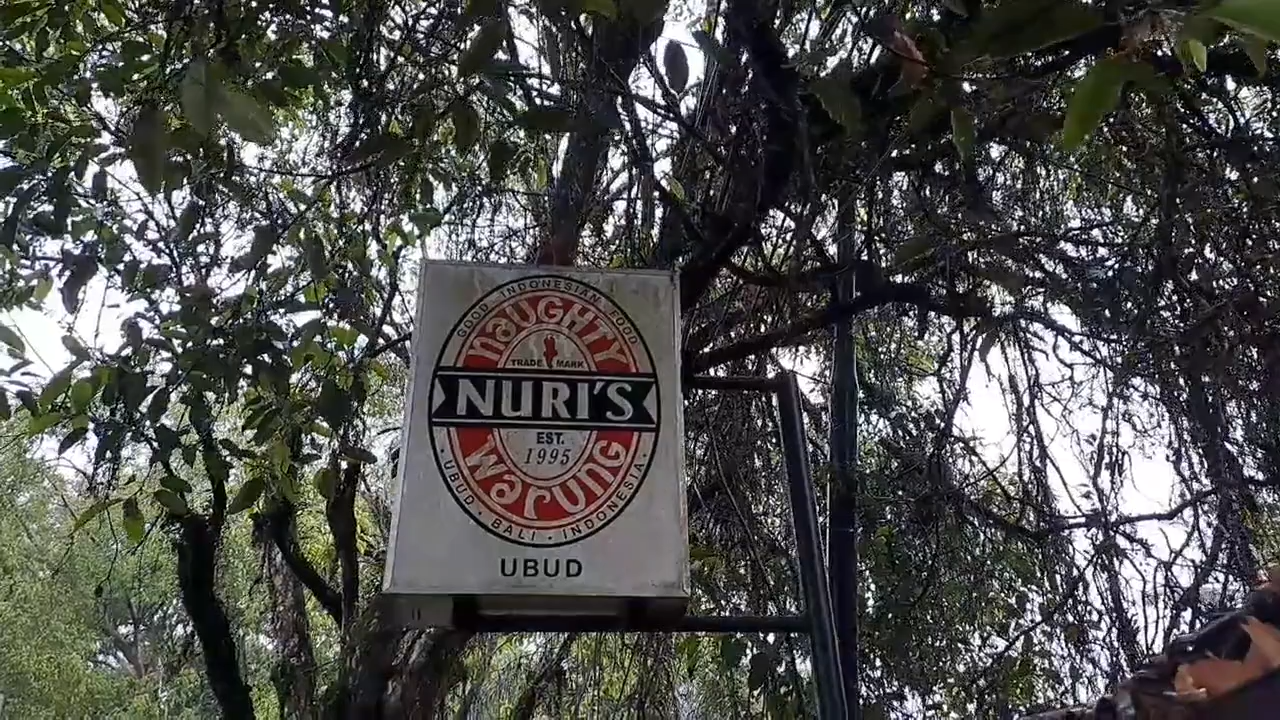 GOOD INDONESIAN FOOD
NaUGHTY
TRADE MARK
NURI'S
EST.
1995
WarUNG
• UBUD • BALI • INDONESIA •
UBUD